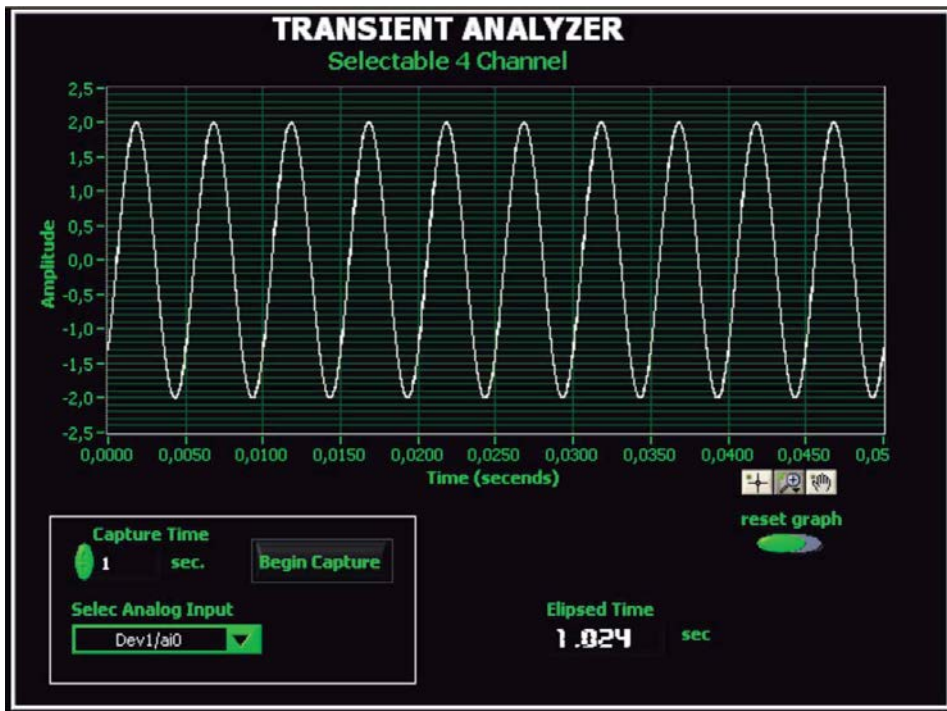 TRANSIENT ANALYZER
Selectable 4 Channel
2,5
2,0
1,5
1,0
0,5
0,0
-0,5
-1,0
-1,5
-2,0
-2,5
Amplitude
0,0000 0,0050 0,0100 0,0150 0,0200 0,0250 0,0300 0,0350 0,0400 0,0450 0,05
Time (secends)
reset graph
Capture Time
1 sec.
Begin Capture
Selec Analog Input
Dev1/ai0
Elipsed Time
1.024 sec